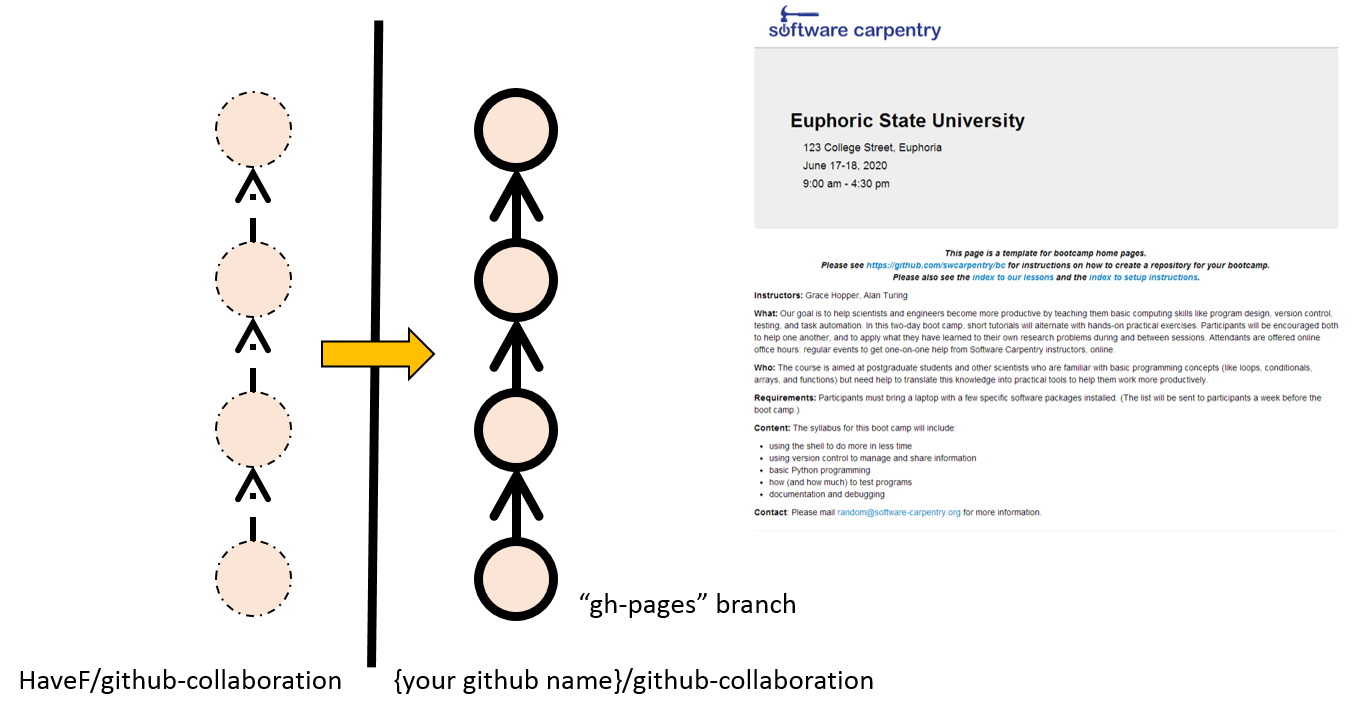 software carpentry
Euphoric State University
123 College Street, Euphoria
June 17-18, 2020
9:00 am - 4:30 pm
This page is a template for bootcamp home pages.
Please see https://github.com/swcarpentry/bc for instructions on how to create a repository for your bootcamp.
Please also see the index to our lessons and the index to setup instructions.
Instructors: Grace Hopper, Alan Turing
What: Our goal is to help scientists and engineers become more productive by teaching them basic computing skills like program design, version control,
testing, and task automation. In this two-day boot camp, short tutorials will alternate with hands-on practical exercises. Participants will be encouraged both
to help one another, and to apply what they have learned to their own research problems during and between sessions. Attendants are offered online
office hours: regular events to get one-on-one help from Software Carpentry instructors, online.
Who: The course is aimed at postgraduate students and other scientists who are familiar with basic programming concepts (like loops, conditionals,
arrays, and functions) but need help to translate this knowledge into practical tools to help them work more productively.
Requirements: Participants must bring a laptop with a few specific software packages installed. (The list will be sent to participants a week before the
boot camp.)
Content: The syllabus for this boot camp will include:
• using the shell to do more in less time
• using version control to manage and share information
• basic Python programming
• how (and how much) to test programs
• documentation and debugging
Contact: Please mail random@software-carpentry.org for more information.
“gh-pages” branch
HaveF/github-collaboration
{your github name}/github-collaboration